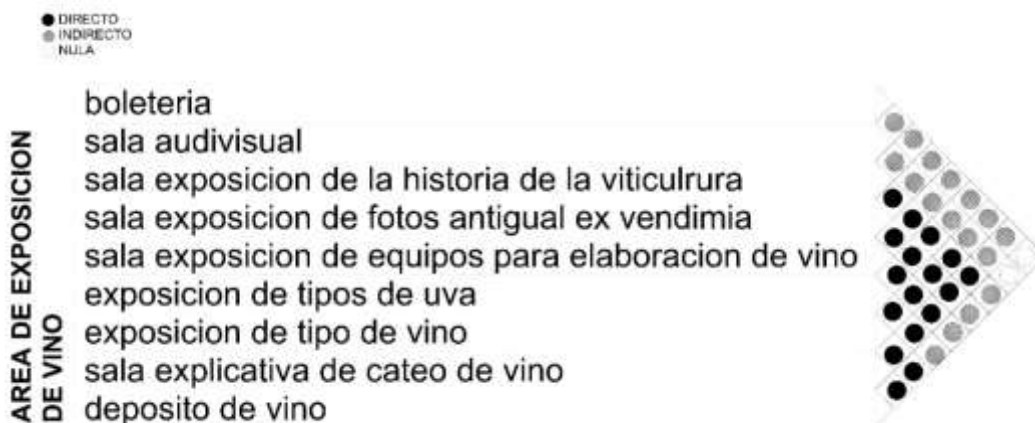 DIRECTO
INDIRECTO
NULA
boleteria
sala audivisual
sala exposicion de la historia de la viticulrura
sala exposicion de fotos antigual ex vendimia
sala exposicion de equipos para elaboracion de vino
exposicion de tipos de uva
exposicion de tipo de vino
sala explicativa de cateo de vino
deposito de vino
AREA DE EXPOSICION
DE VINO